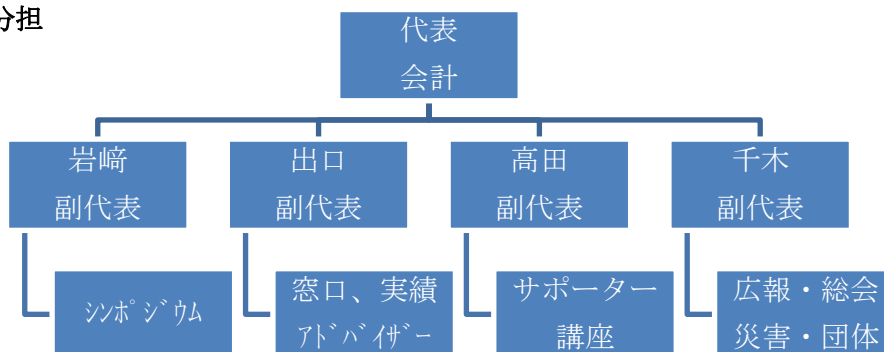 分担
代表
会計
岩﨑
副代表
出口
副代表
高田
副代表
千木
副代表
ｼﾝﾎﾟｼﾞｳﾑ
窓口、実績
ｱﾄﾞﾊﾞｲｻﾞｰ
サポーター
講座
広報・総会
災害・団体